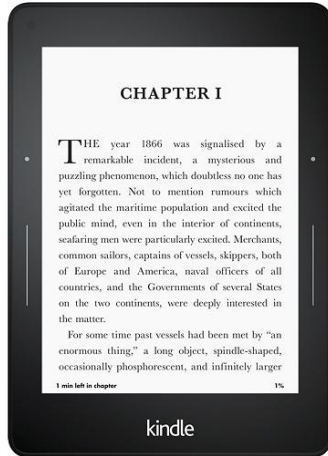 CHAPTER I
THE year 1866 was signalised by a
remarkable incident, a mysterious and
puzzling phenomenon, which doubtless no one has
yet forgotten. Not to mention rumours which
agitated the maritime population and excited the
public mind, even in the interior of continents,
seafaring men were particularly excited. Merchants,
common sailors, captains of vessels, skippers, both
of Europe and America, naval officers of all
countries, and the Governments of several States
on the two continents, were deeply interested in
the matter.
For some time past vessels had been met by “an
enormous thing,” a long object, spindle-shaped,
occasionally phosphorescent, and infinitely larger
1 min left in chapter 1%
kindle